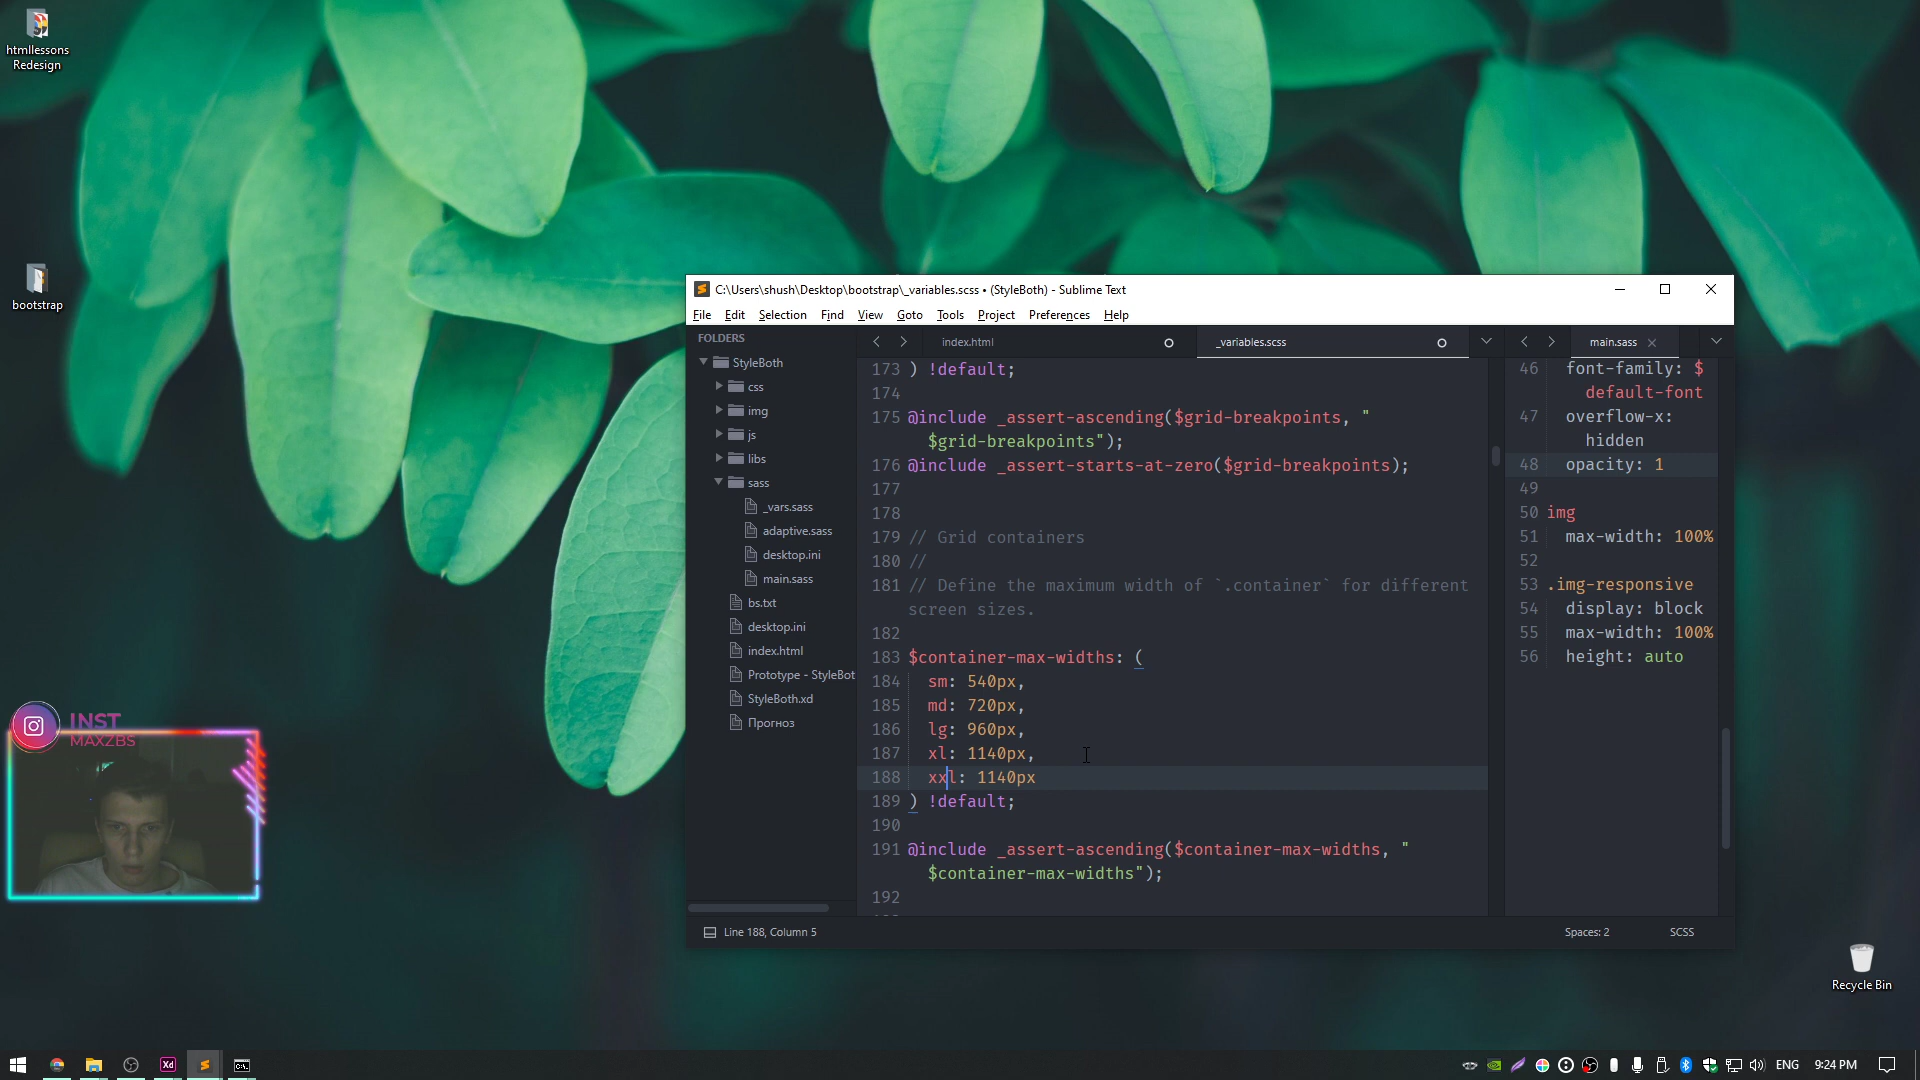 htmllessons
Redesign
bootstrap
C:\Users\shush\Desktop\bootstrap\_variables.scss • (StyleBoth) - Sublime Text
File Edit Selection Find View Goto Tools Project Preferences Help
FOLDERS
StyleBoth
css
img
js
libs
sass
_vars.sass
adaptive.sass
desktop.ini
main.sass
bs.txt
desktop.ini
index.html
Prototype - StyleBot
StyleBoth.xd
Прогноз
index.html
_variables.scss
173 ) !default;
174
175 @include _assert-ascending($grid-breakpoints, "
$grid-breakpoints");
176 @include _assert-starts-at-zero($grid-breakpoints);
177
178
179 // Grid containers
180 //
181 // Define the maximum width of `.container` for different
screen sizes.
182
183 $container-max-widths: (
184 sm: 540px,
185 md: 720px,
186 lg: 960px,
187 xl: 1140px,
188 xxl: 1140px
189 ) !default;
190
191 @include _assert-ascending($container-max-widths, "
$container-max-widths");
192
main.sass
46 font-family: $
default-font
47 overflow-x:
hidden
48 opacity: 1
49
50 img
51 max-width: 100%
52
53 .img-responsive
54 display: block
55 max-width: 100%
56 height: auto
Line 188, Column 5
Spaces: 2
SCSS
INST
MAXZBS
Recycle Bin
Xd
ENG
9:24 PM